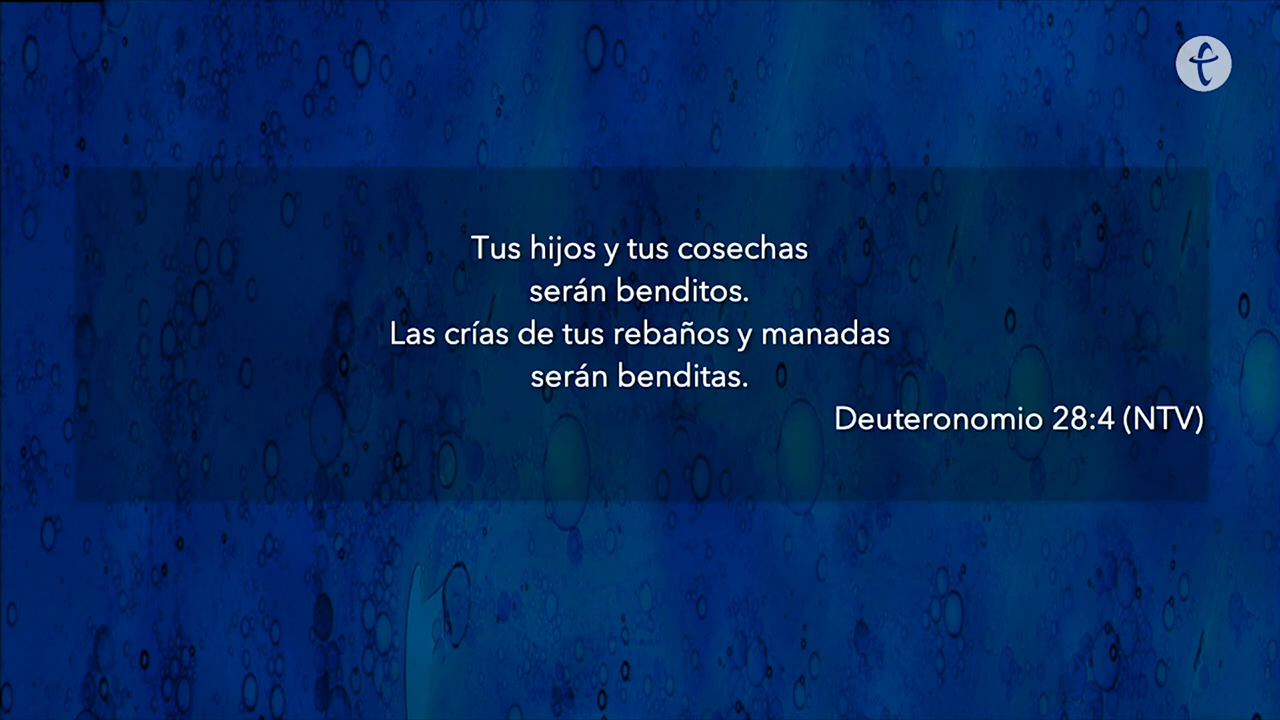 Tus hijos y tus cosechas
serán benditos.
Las crías de tus rebaños y manadas
serán benditas.
Deuteronomio 28:4 (NTV)